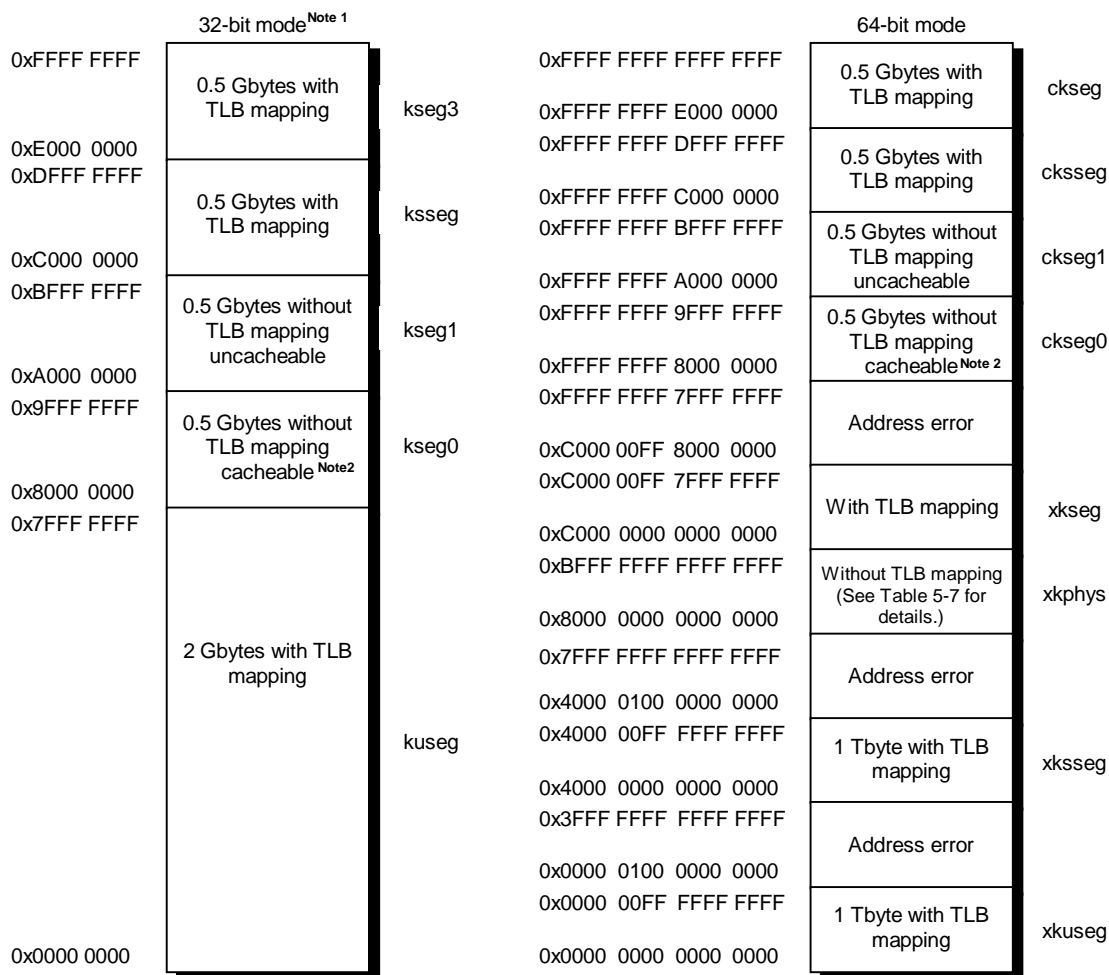 32-bit mode Note 1
0xFFFF FFFF
0.5 Gbytes with
TLB mapping
kseg3
0xE000 0000
0xDFFF FFFF
0.5 Gbytes with
TLB mapping
ksseg
0xC000 0000
0xBFFF FFFF
0.5 Gbytes without
TLB mapping
uncacheable
kseg1
0xA000 0000
0x9FFF FFFF
0.5 Gbytes without
TLB mapping
cacheable Note2
kseg0
0x8000 0000
0x7FFF FFFF
2 Gbytes with TLB
mapping
kuseg
0x0000 0000
64-bit mode
0xFFFF FFFF FFFF FFFF
0.5 Gbytes with
TLB mapping
ckseg
0xFFFF FFFF E000 0000
0xFFFF FFFF DFFF FFFF
0.5 Gbytes with
TLB mapping
cksseg
0xFFFF FFFF C000 0000
0xFFFF FFFF BFFF FFFF
0.5 Gbytes without
TLB mapping
uncacheable
ckseg1
0xFFFF FFFF A000 0000
0xFFFF FFFF 9FFF FFFF
0.5 Gbytes without
TLB mapping
cacheable Note 2
ckseg0
0xFFFF FFFF 8000 0000
0xFFFF FFFF 7FFF FFFF
Address error
0xC000 00FF 8000 0000
0xC000 00FF 7FFF FFFF
With TLB mapping
xkseg
0xC000 0000 0000 0000
0xBFFF FFFF FFFF FFFF
Without TLB mapping
(See Table 5-7 for
details.)
xkphys
0x8000 0000 0000 0000
0x7FFF FFFF FFFF FFFF
Address error
0x4000 0100 0000 0000
0x4000 00FF FFFF FFFF
1 Tbyte with TLB
mapping
xksseg
0x4000 0000 0000 0000
0x3FFF FFFF FFFF FFFF
Address error
0x0000 0100 0000 0000
0x0000 00FF FFFF FFFF
1 Tbyte with TLB
mapping
xkuseg
0x0000 0000 0000 0000